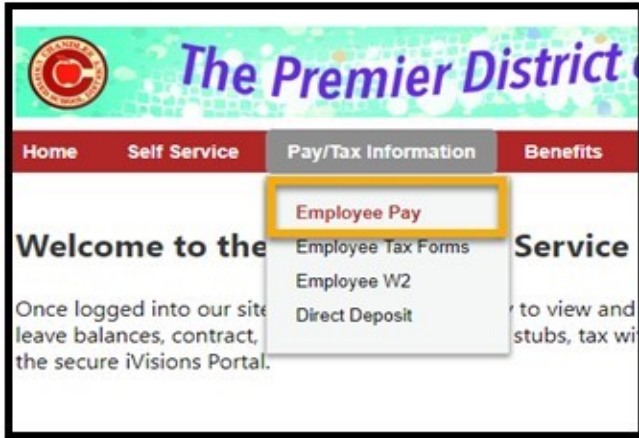 CHANDLER
The Premier District
Home Self Service Pay/Tax Information Benefits
Employee Pay
Welcome to the Employee Tax Forms Service
Employee W2
Once logged into our site to view and
Direct Deposit
leave balances, contract, stubs, tax wi
the secure iVisions Portal.